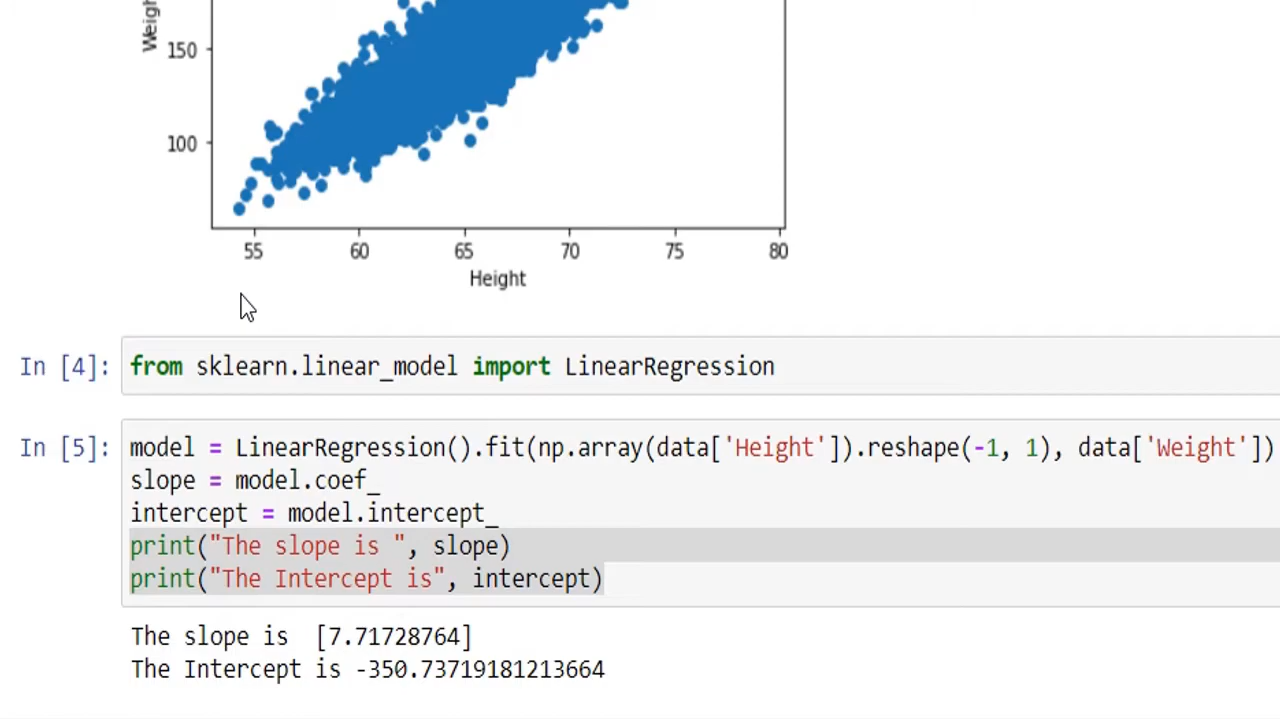 Weigh
150
100
55 60 65 70 75 80
Height
In [4]: from sklearn.linear_model import LinearRegression
In [5]: model = LinearRegression().fit(np.array(data['Height']).reshape(-1, 1), data['Weight'])
slope = model.coef_
intercept = model.intercept_
print("The slope is ", slope)
print("The Intercept is", intercept)
The slope is  [7.71728764]
The Intercept is -350.73719181213664